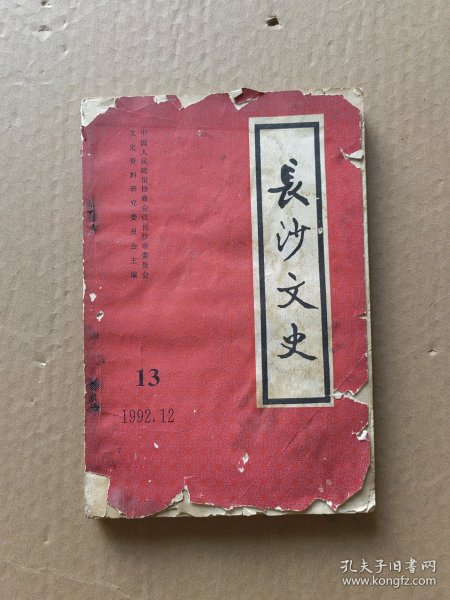 長沙文史
中国人民政治协商会议长沙市委员会
文史资料研究委员会主编
13
1992.12
孔夫子旧书网
www.kongfz.com